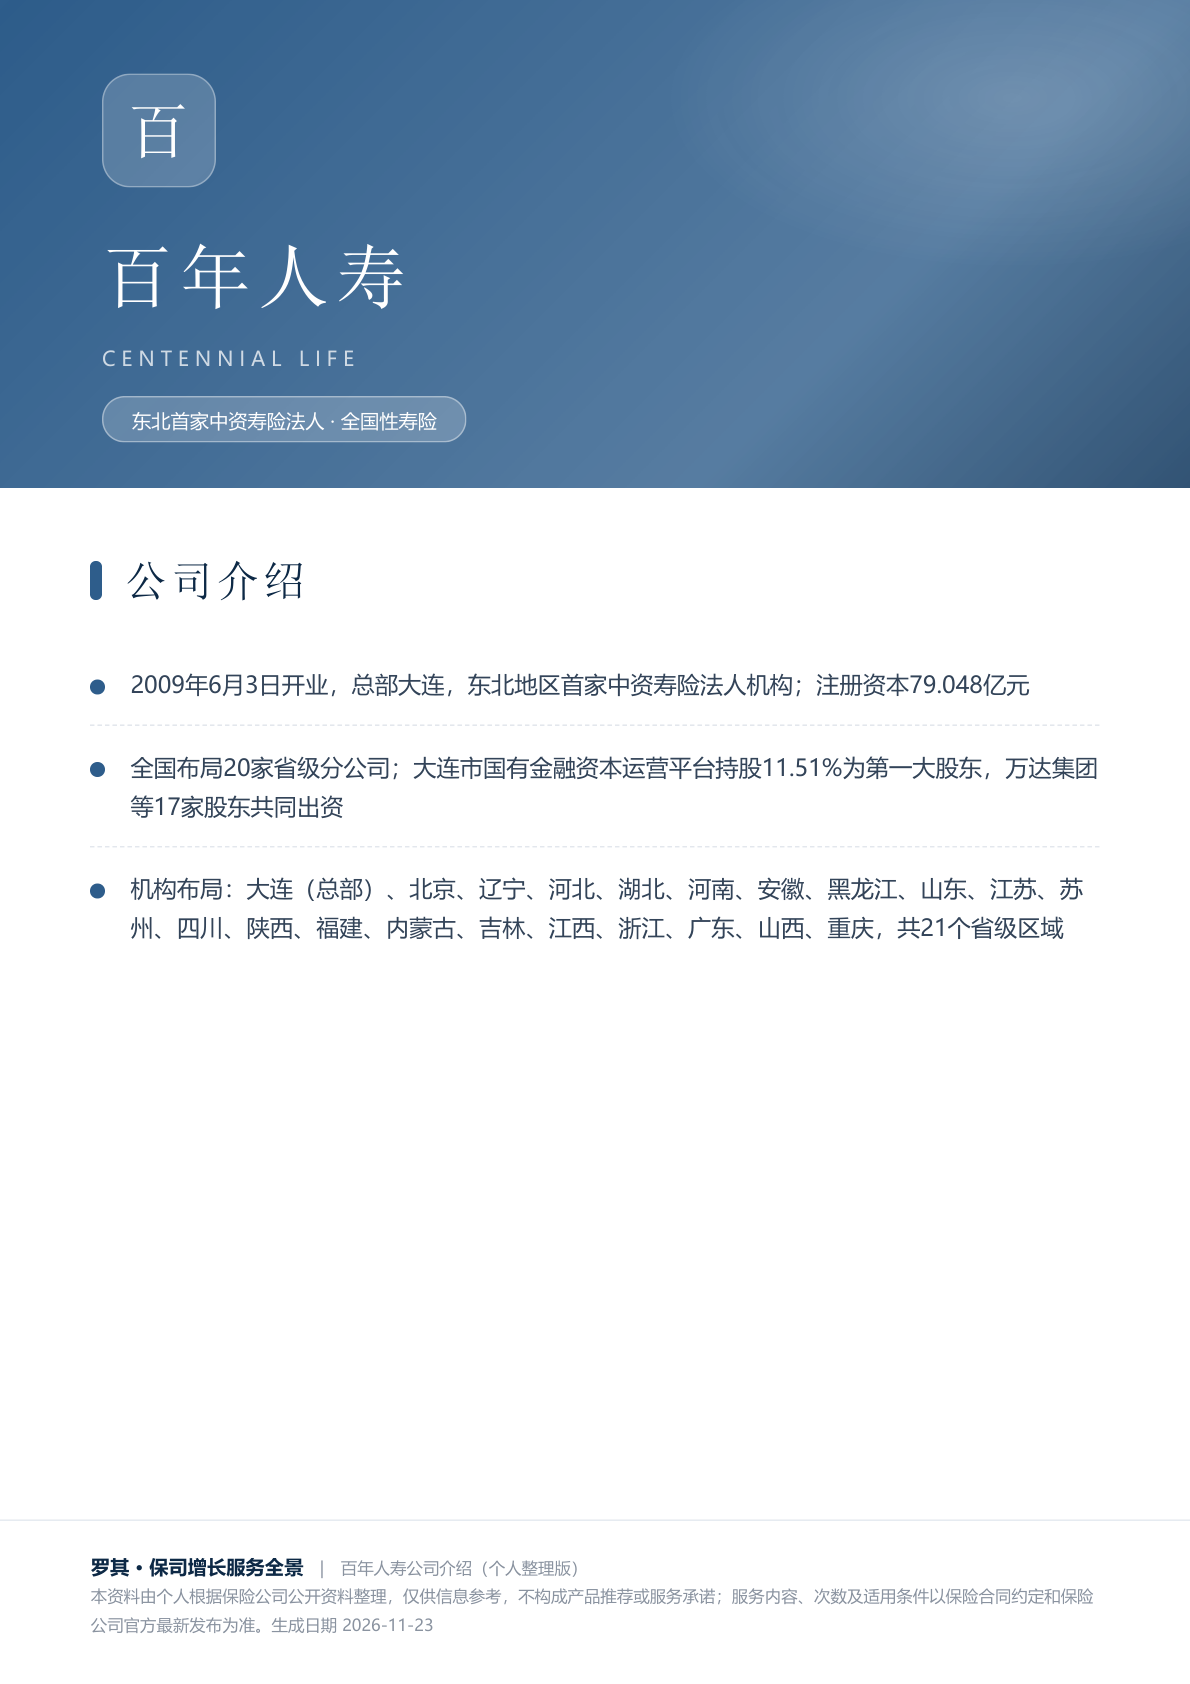 百
百年人寿
CENTENNIAL LIFE
东北首家中资寿险法人 · 全国性寿险
公司介绍
2009年6月3日开业，总部大连，东北地区首家中资寿险法人机构；注册资本79.048亿元
全国布局20家省级分公司；大连市国有金融资本运营平台持股11.51%为第一大股东，万达集团
等17家股东共同出资
机构布局：大连（总部）、北京、辽宁、河北、湖北、河南、安徽、黑龙江、山东、江苏、苏
州、四川、陕西、福建、内蒙古、吉林、江西、浙江、广东、山西、重庆，共21个省级区域
罗其 • 保司增长服务全景 | 百年人寿公司介绍（个人整理版）
本资料由个人根据保险公司公开资料整理，仅供信息参考，不构成产品推荐或服务承诺；服务内容、次数及适用条件以保险合同约定和保险
公司官方最新发布为准。生成日期 2026-11-23